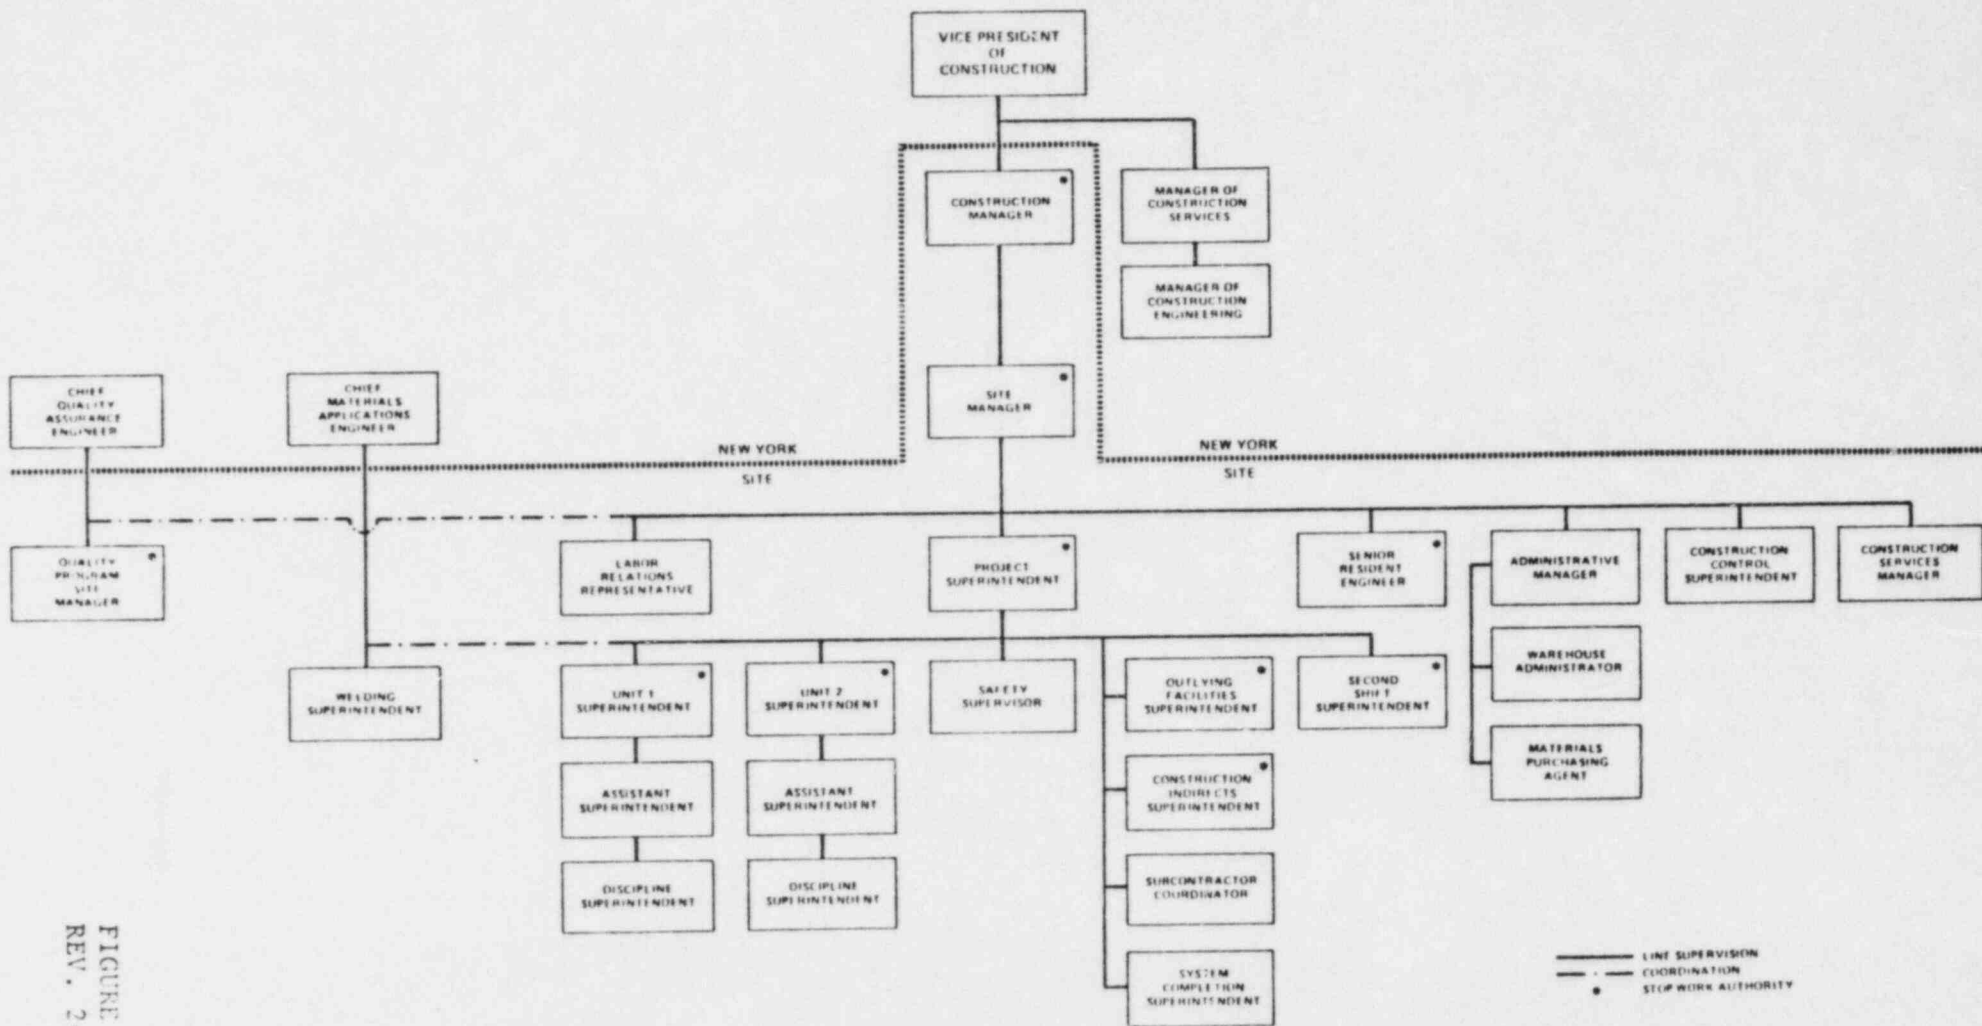 VICE PRESIDENT
OF
CONSTRUCTION
CONSTRUCTION
MANAGER
MANAGER OF
CONSTRUCTION
SERVICES
MANAGER OF
CONSTRUCTION
ENGINEERING
CHIEF
QUALITY
ASSURANCE
ENGINEER
CHIEF
MATERIALS
APPLICATIONS
ENGINEER
SITE
MANAGER
NEW YORK
SITE
NEW YORK
SITE
QUALITY
PROGRAM
SITE
MANAGER
LABOR
RELATIONS
REPRESENTATIVE
PROJECT
SUPERINTENDENT
SENIOR
RESIDENT
ENGINEER
ADMINISTRATIVE
MANAGER
CONSTRUCTION
CONTROL
SUPERINTENDENT
CONSTRUCTION
SERVICES
MANAGER
WELDING
SUPERINTENDENT
UNIT 1
SUPERINTENDENT
UNIT 2
SUPERINTENDENT
SAFETY
SUPERVISOR
OUTLYING
FACILITIES
SUPERINTENDENT
SECOND
SHIFT
SUPERINTENDENT
WAREHOUSE
ADMINISTRATOR
ASSISTANT
SUPERINTENDENT
ASSISTANT
SUPERINTENDENT
CONSTRUCTION
INDIRECTS
SUPERINTENDENT
MATERIALS
PURCHASING
AGENT
DISCIPLINE
SUPERINTENDENT
DISCIPLINE
SUPERINTENDENT
SUBCONTRACTOR
COORDINATOR
SYSTEM
COMPLETION
SUPERINTENDENT
LINE SUPERVISION
COORDINATION
STOP WORK AUTHORITY
FIGURE
REV. 2